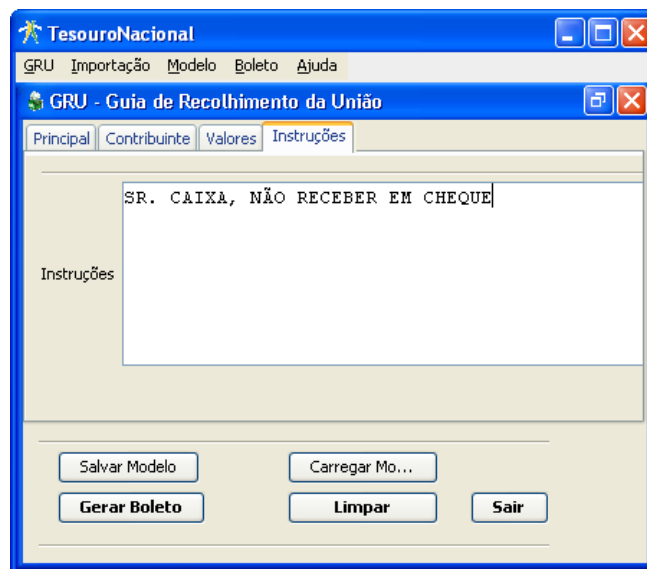 TesouroNacional
GRU Importação Modelo Boleto Ajuda
GRU - Guia de Recolhimento da União
Principal Contribuinte Valores Instruções
SR. CAIXA, NÃO RECEBER EM CHEQUE
Instruções
Salvar Modelo Carregar Mo...
Gerar Boleto Limpar Sair